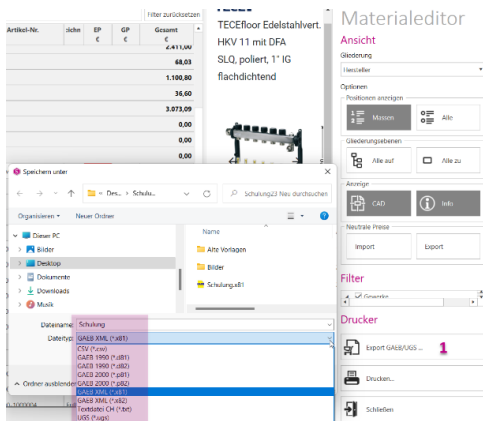 Filter zurücksetzen
Artikel-Nr.
EP
GP
Gesamt
€
€
€
2.411,00
68,03
1.100,80
36,60
3.073,09
0,00
0,00
0,00
TECEfloor Edelstahlvert.
HKV 11 mit DFA
SLQ, poliert, 1" IG
flachdichtend
Materialeditor
Ansicht
Gliederung
Hersteller
Optionen
Positionen anzeigen
Massen
Alle
Gliederungsebenen
Alle auf
Alle zu
Anzeige
CAD
Info
Neutrale Preise
Import
Export
Filter
Gewerke
Drucker
Export GAEB/UGS...
1
Drucken...
Schließen
Speichern unter
« Des... › Schulu...
Schulung23 Neu durchsuchen
Organisieren
Neuer Ordner
Dieser PC
Bilder
Desktop
Dokumente
Downloads
Musik
Name
Alte Vorlagen
Bilder
Schulung.x81
Dateiname:
Schulung
Dateityp:
GAEB XML (*.x81)
CSV (*.csv)
GAEB 1990 (*.d81)
GAEB 1990 (*.d82)
GAEB 2000 (*.p81)
GAEB 2000 (*.p82)
GAEB XML (*.x81)
GAEB XML (*.x82)
Textdatei CH (*.txt)
UGS (*.ugs)
Ordner ausblenden